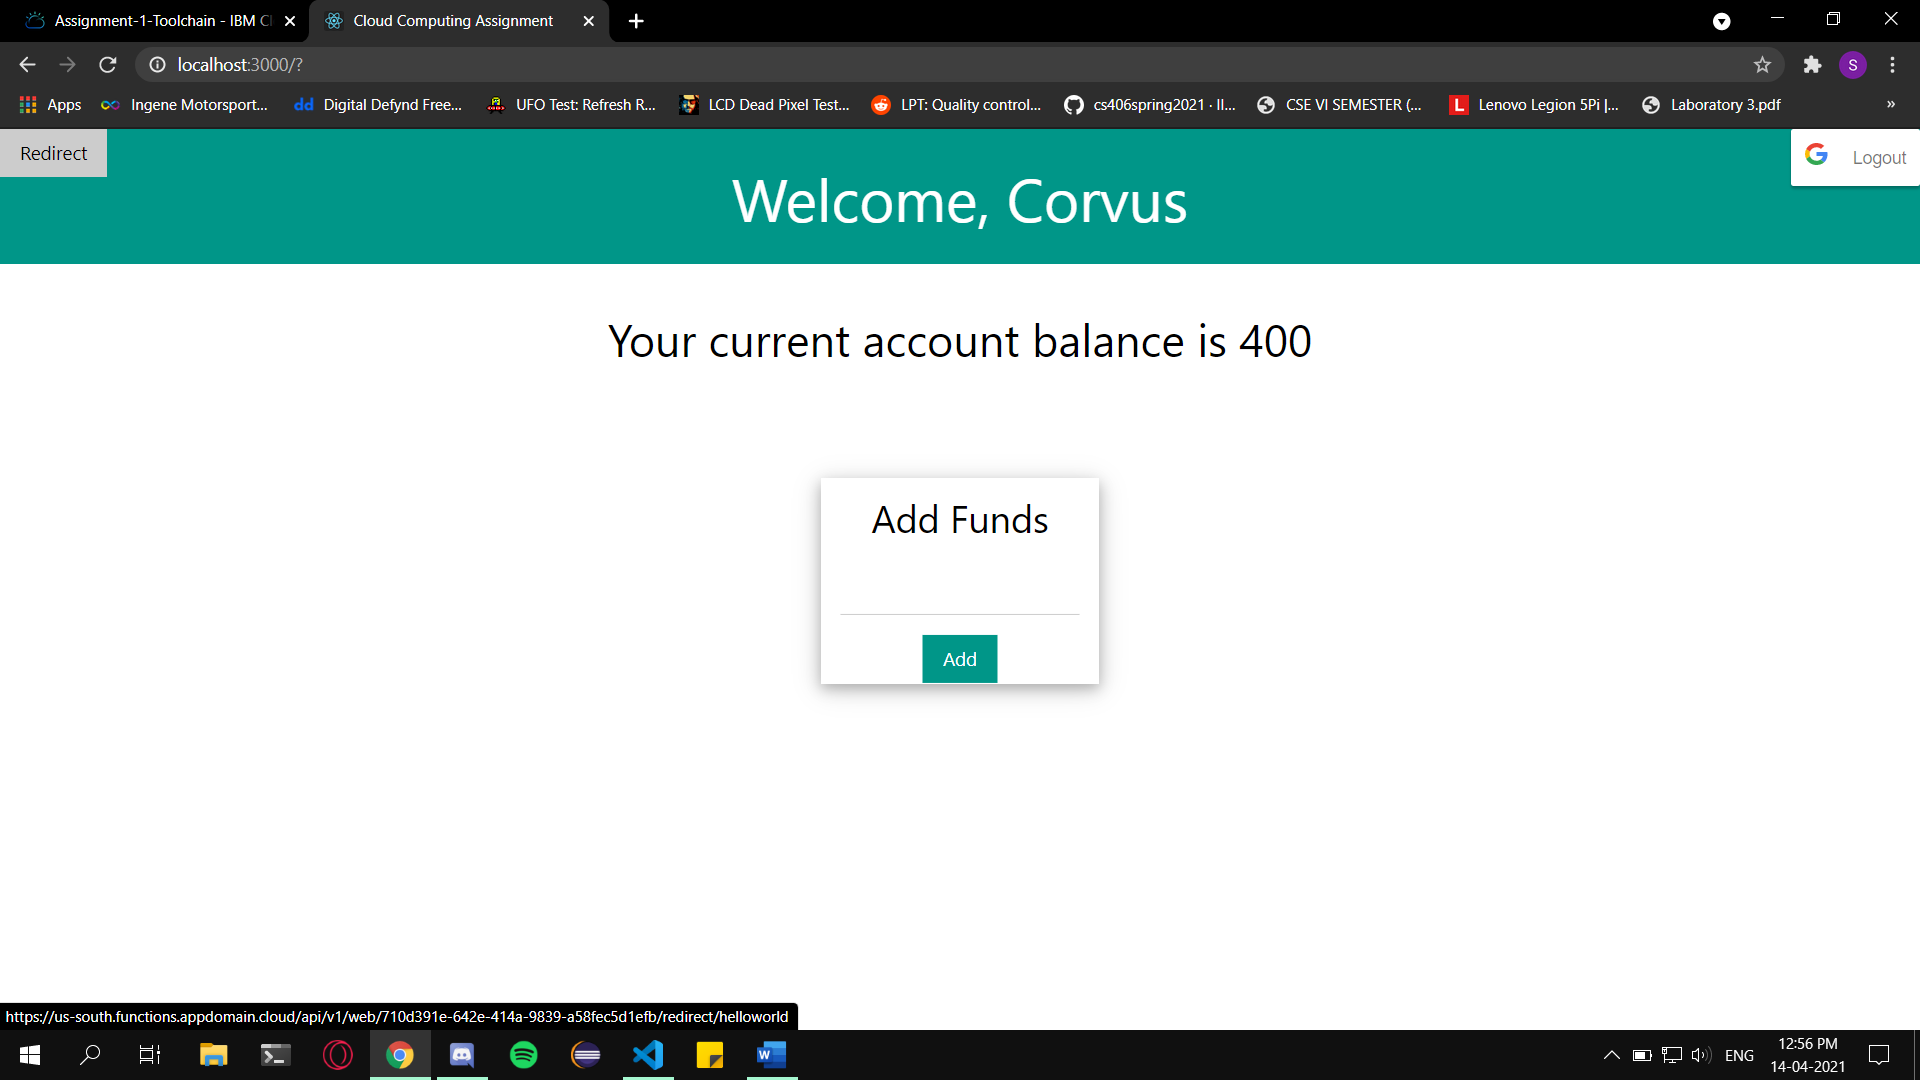 Assignment-1-Toolchain - IBM Cl
Cloud Computing Assignment
localhost:3000/?
S
Apps
Ingene Motorsport...
Digital Defynd Free...
UFO Test: Refresh R...
LCD Dead Pixel Test...
LPT: Quality control...
cs406spring2021 · II...
CSE VI SEMESTER (...
L
Lenovo Legion 5Pi |...
Laboratory 3.pdf
»
Redirect
Logout
Welcome, Corvus
Your current account balance is 400
Add Funds
Add
https://us-south.functions.appdomain.cloud/api/v1/web/710d391e-642e-414a-9839-a58fec5d1efb/redirect/helloworld
ENG
12:56 PM
14-04-2021